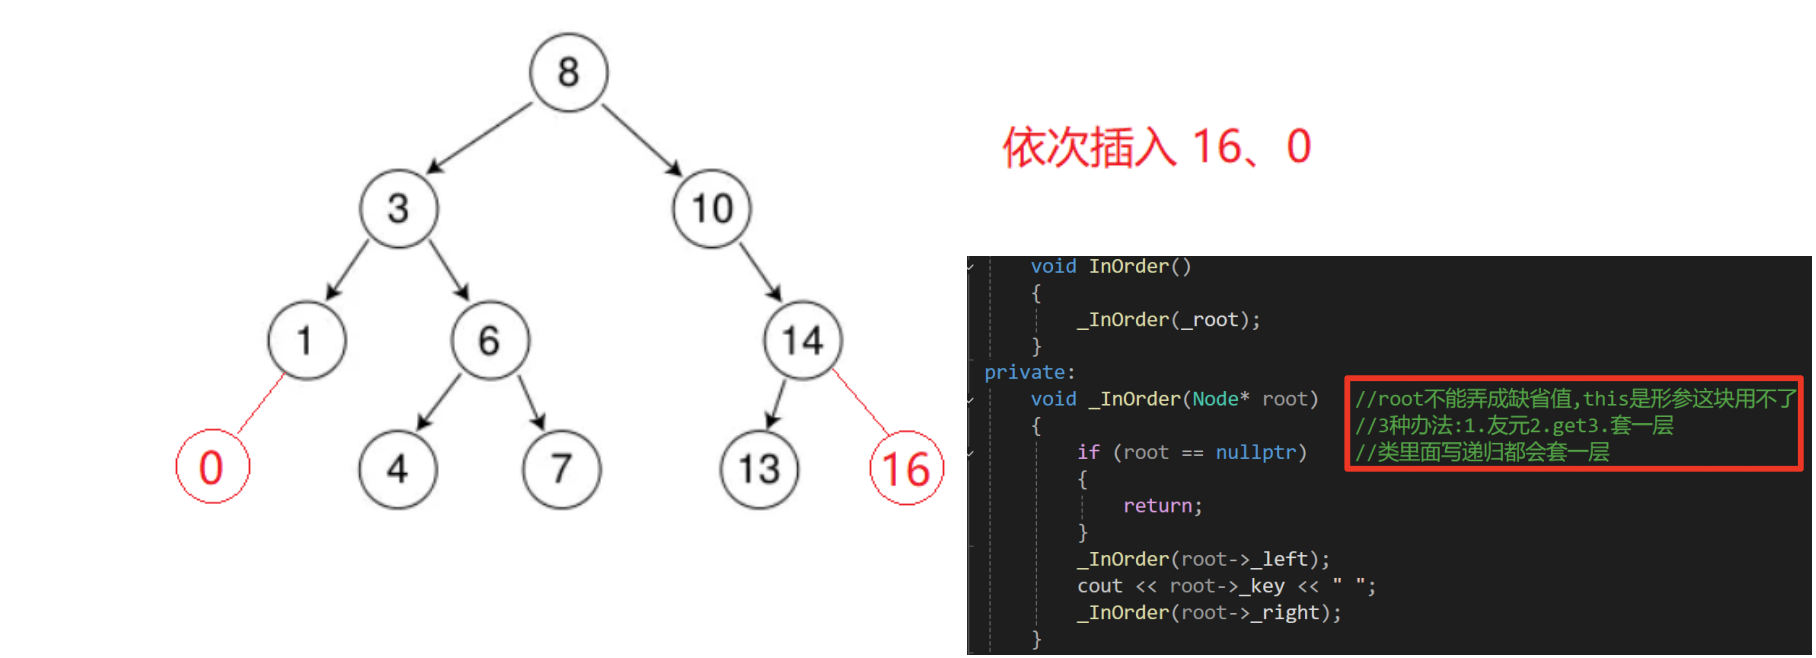 8
3
10
1
6
14
0
4
7
13
16
依次插入 16、0
void InOrder()
{
_InOrder(_root);
}
private:
void _InOrder(Node* root) //root不能弄成缺省值,this是形参这块用不了
{ //3种办法:1.友元2.get3.套一层
if (root == nullptr) //类里面写递归都会套一层
{
return;
}
_InOrder(root->_left);
cout << root->_key << " ";
_InOrder(root->_right);
}